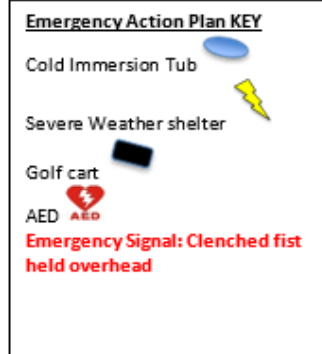 Emergency Action Plan KEY
Cold Immersion Tub
Severe Weather shelter
Golf cart
AED AED
Emergency Signal: Clenched fist
held overhead